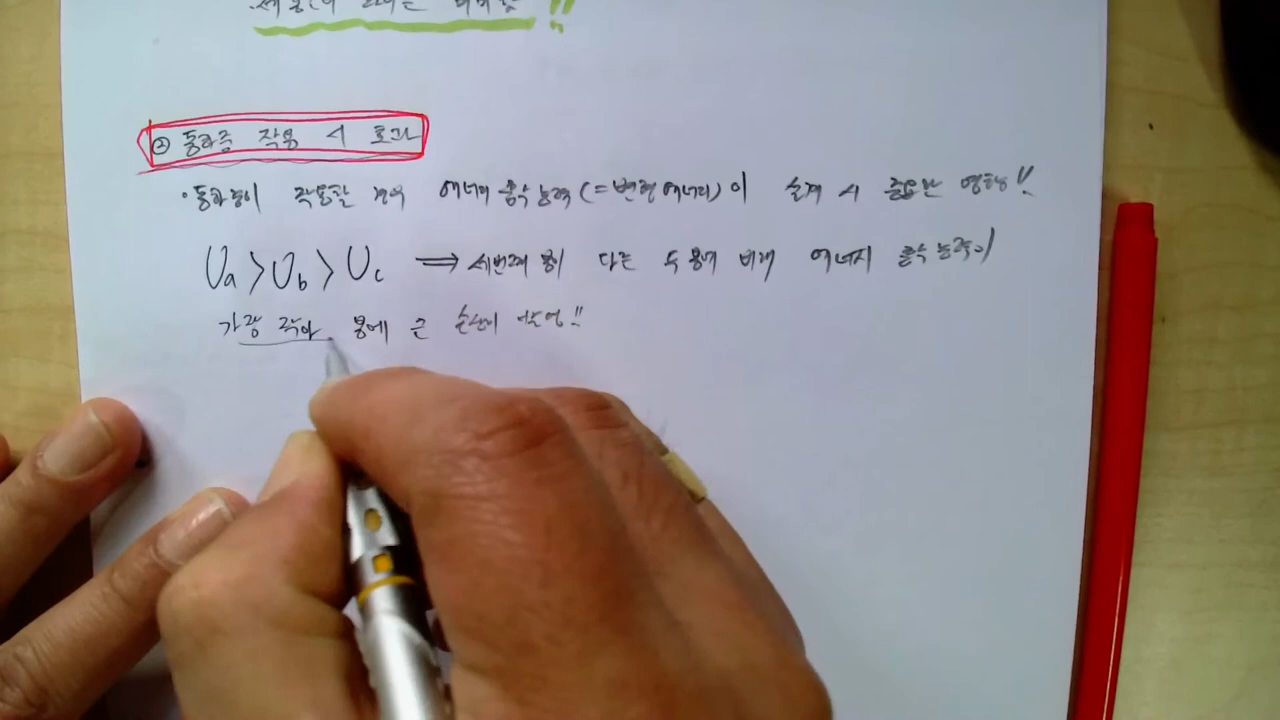 ② 동하중 작용 시 효과
· 동하중이 작용할 경우 에너지 흡수 능력(=변형에너지)이 설계 시 중요한 영향!!
Ua > Ub > Uc ⇒ 세번째 봉이 다른 두 봉에 비해 에너지 흡수 능력이
가장 작아 봉에 큰 손상이 발생!!